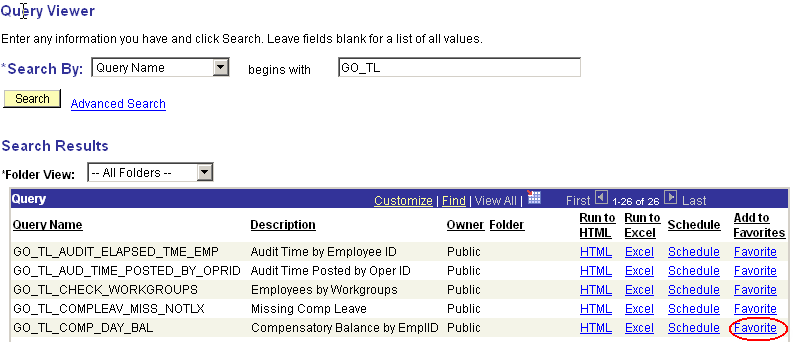 Query Viewer
Enter any information you have and click Search. Leave fields blank for a list of all values.
*Search By: Query Name begins with GO_TL
Search Advanced Search
Search Results
*Folder View: -- All Folders --
Query Customize | Find | View All | First 1-26 of 26 Last
Query Name Description Owner Folder Run to HTML Run to Excel Schedule Add to Favorites
GO_TL_AUDIT_ELAPSED_TME_EMP Audit Time by Employee ID Public HTML Excel Schedule Favorite
GO_TL_AUD_TIME_POSTED_BY_OPRID Audit Time Posted by Oper ID Public HTML Excel Schedule Favorite
GO_TL_CHECK_WORKGROUPS Employees by Workgroups Public HTML Excel Schedule Favorite
GO_TL_COMPLEAV_MISS_NOTLX Missing Comp Leave Public HTML Excel Schedule Favorite
GO_TL_COMP_DAY_BAL Compensatory Balance by EmplID Public HTML Excel Schedule Favorite